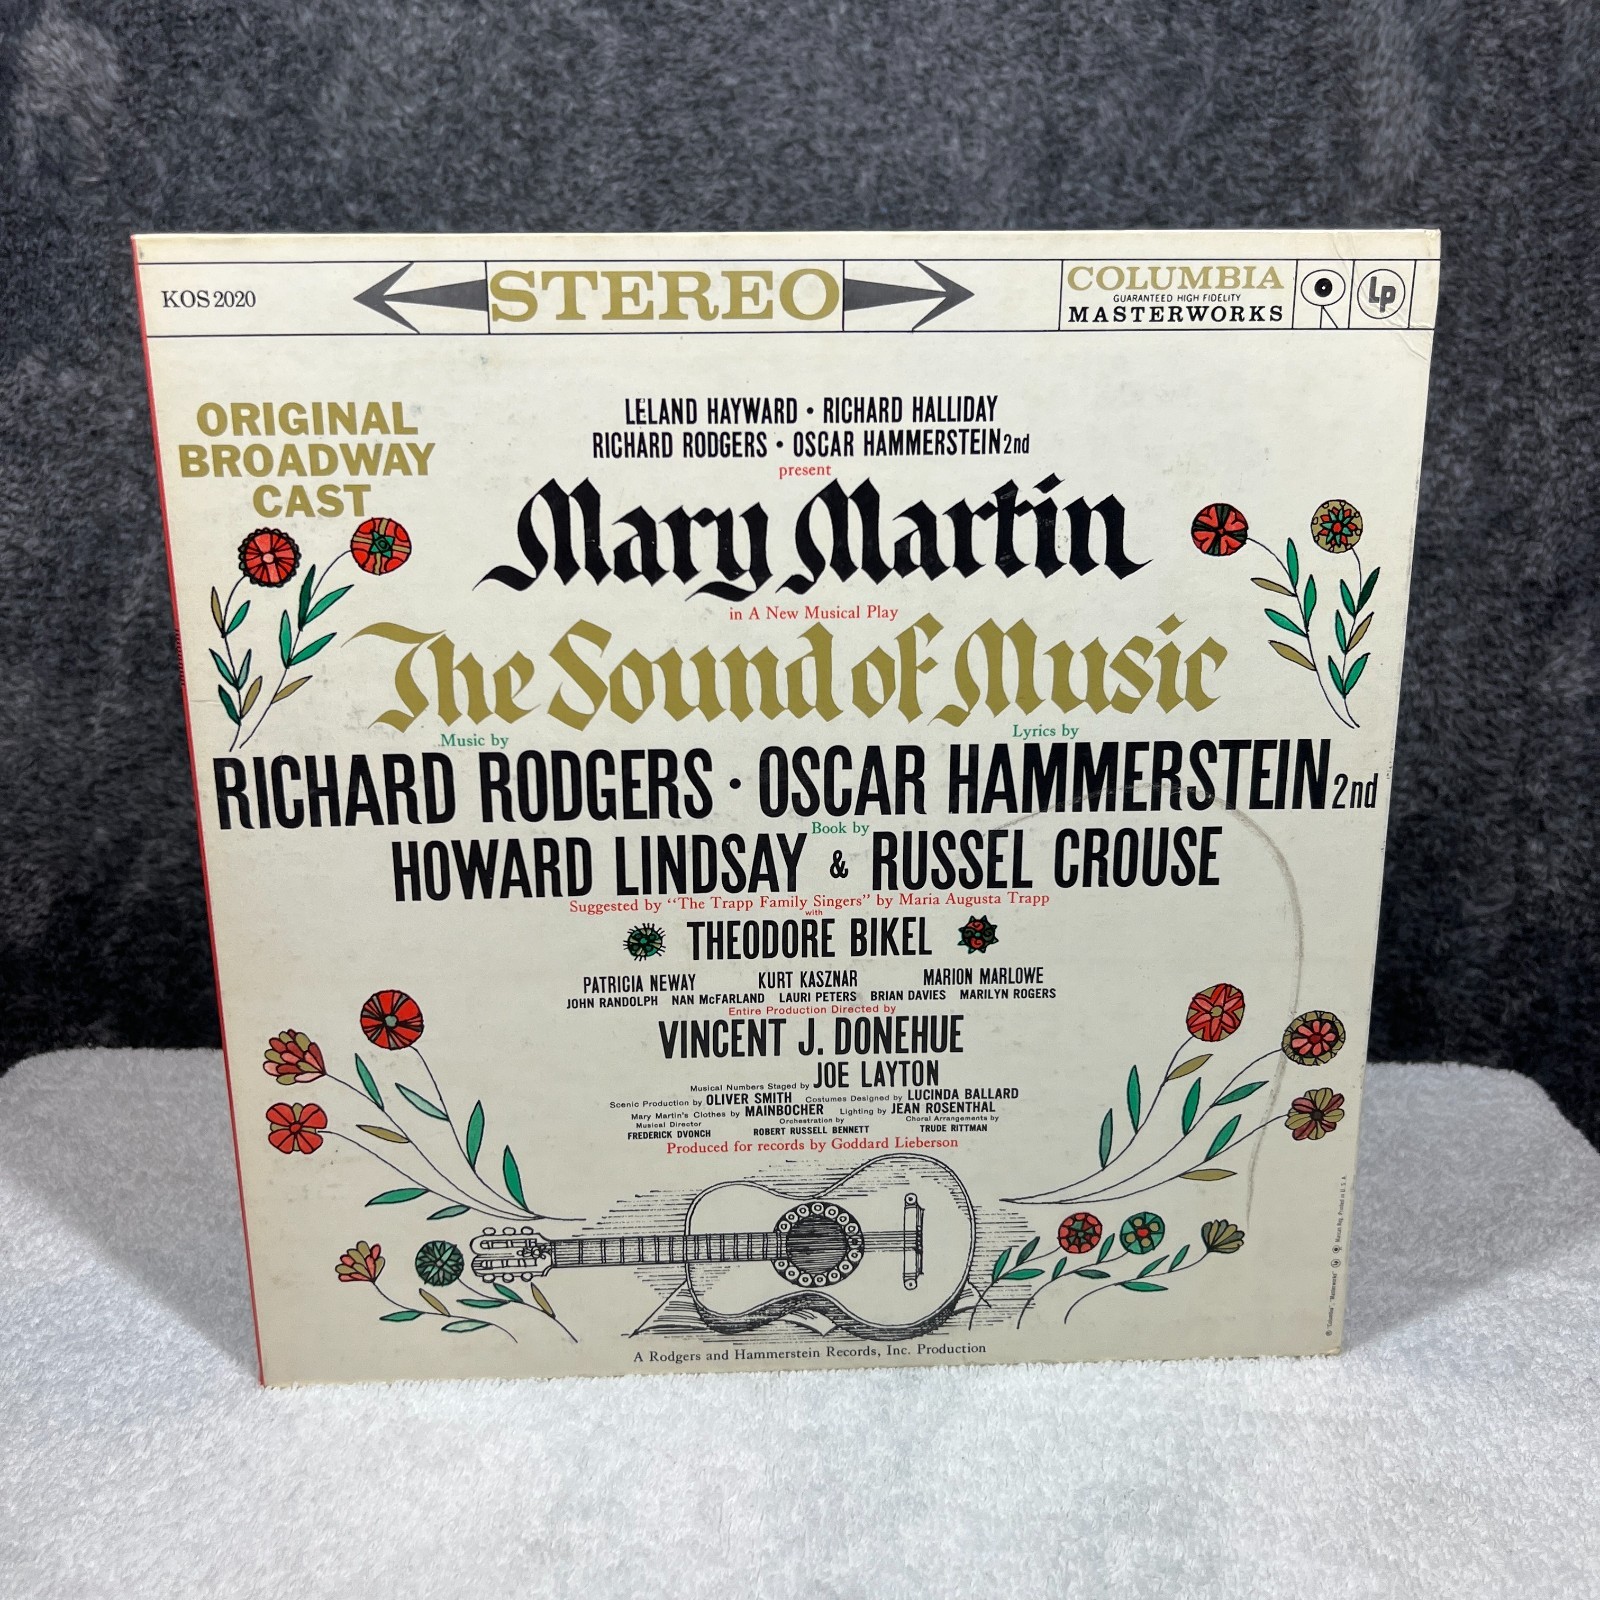 KOS 2020
STEREO
COLUMBIA
GUARANTEED HIGH FIDELITY
MASTERWORKS
Lp
ORIGINAL
BROADWAY
CAST
LELAND HAYWARD • RICHARD HALLIDAY
RICHARD RODGERS • OSCAR HAMMERSTEIN 2nd
present
Mary Martin
in A New Musical Play
The Sound of Music
Music by
Lyrics by
RICHARD RODGERS • OSCAR HAMMERSTEIN 2nd
Book by
HOWARD LINDSAY & RUSSEL CROUSE
Suggested by "The Trapp Family Singers" by Maria Augusta Trapp
with
THEODORE BIKEL
PATRICIA NEWAY KURT KASZNAR MARION MARLOWE
JOHN RANDOLPH NAN McFARLAND LAURI PETERS BRIAN DAVIES MARILYN ROGERS
Entire Production Directed by
VINCENT J. DONEHUE
Musical Numbers Staged by JOE LAYTON
Scenic Production by OLIVER SMITH Costumes Designed by LUCINDA BALLARD
Mary Martin's Clothes by MAINBOCHER Lighting by JEAN ROSENTHAL
Musical Director Orchestration by Choral Arrangements by
FREDERICK DVONCH ROBERT RUSSELL BENNETT TRUDE RITTMAN
Produced for records by Goddard Lieberson
A Rodgers and Hammerstein Records, Inc. Production
® "Columbia", "Masterworks", Marcas Reg. Printed in U.S.A.